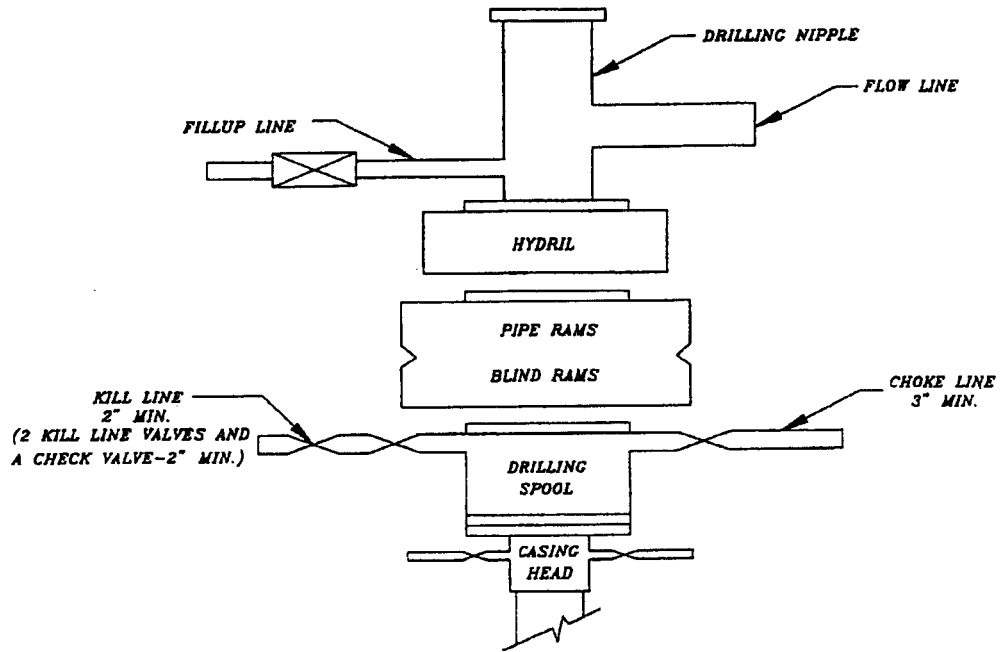 DRILLING NIPPLE
FLOW LINE
FILLUP LINE
HYDRIL
PIPE RAMS
BLIND RAMS
KILL LINE
2" MIN.
(2 KILL LINE VALVES AND
A CHECK VALVE-2" MIN.)
CHOKE LINE
3" MIN.
DRILLING
SPOOL
CASING
HEAD